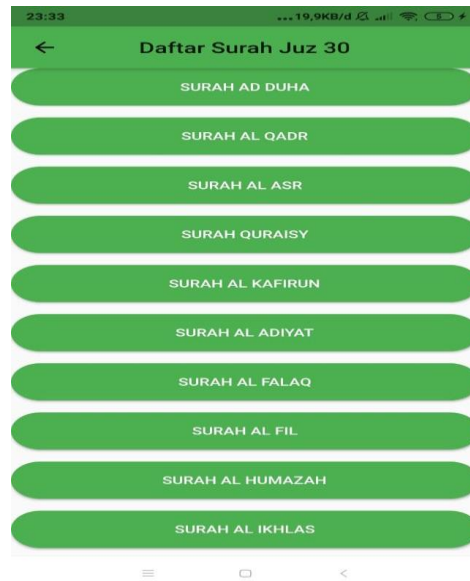 23:33
...19,9KB/d
Daftar Surah Juz 30
SURAH AD DUHA
SURAH AL QADR
SURAH AL ASR
SURAH QURAISY
SURAH AL KAFIRUN
SURAH AL ADIYAT
SURAH AL FALAQ
SURAH AL FIL
SURAH AL HUMAZAH
SURAH AL IKHLAS